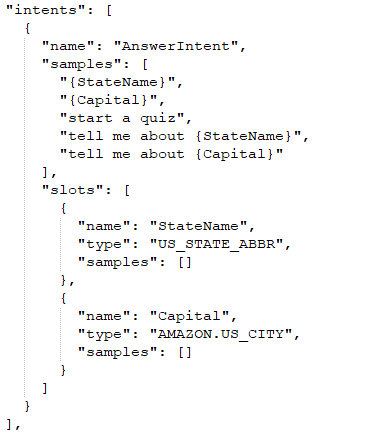 "intents": [
{
"name": "AnswerIntent",
"samples": [
"{StateName}",
"{Capital}",
"start a quiz",
"tell me about {StateName}",
"tell me about {Capital}"
],
"slots": [
{
"name": "StateName",
"type": "US_STATE_ABBR",
"samples": []
},
{
"name": "Capital",
"type": "AMAZON.US_CITY",
"samples": []
}
]
}
],